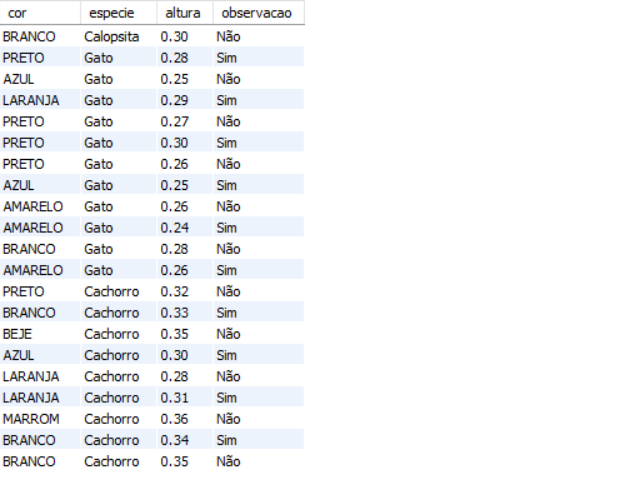 cor especie altura observacao
BRANCO Calopsita 0.30 Não
PRETO Gato 0.28 Sim
AZUL Gato 0.25 Não
LARANJA Gato 0.29 Sim
PRETO Gato 0.27 Não
PRETO Gato 0.30 Sim
PRETO Gato 0.26 Não
AZUL Gato 0.25 Sim
AMARELO Gato 0.26 Não
AMARELO Gato 0.24 Sim
BRANCO Gato 0.28 Não
AMARELO Gato 0.26 Sim
PRETO Cachorro 0.32 Não
BRANCO Cachorro 0.33 Sim
BEJE Cachorro 0.35 Não
AZUL Cachorro 0.30 Sim
LARANJA Cachorro 0.28 Não
LARANJA Cachorro 0.31 Sim
MARROM Cachorro 0.36 Não
BRANCO Cachorro 0.34 Sim
BRANCO Cachorro 0.35 Não